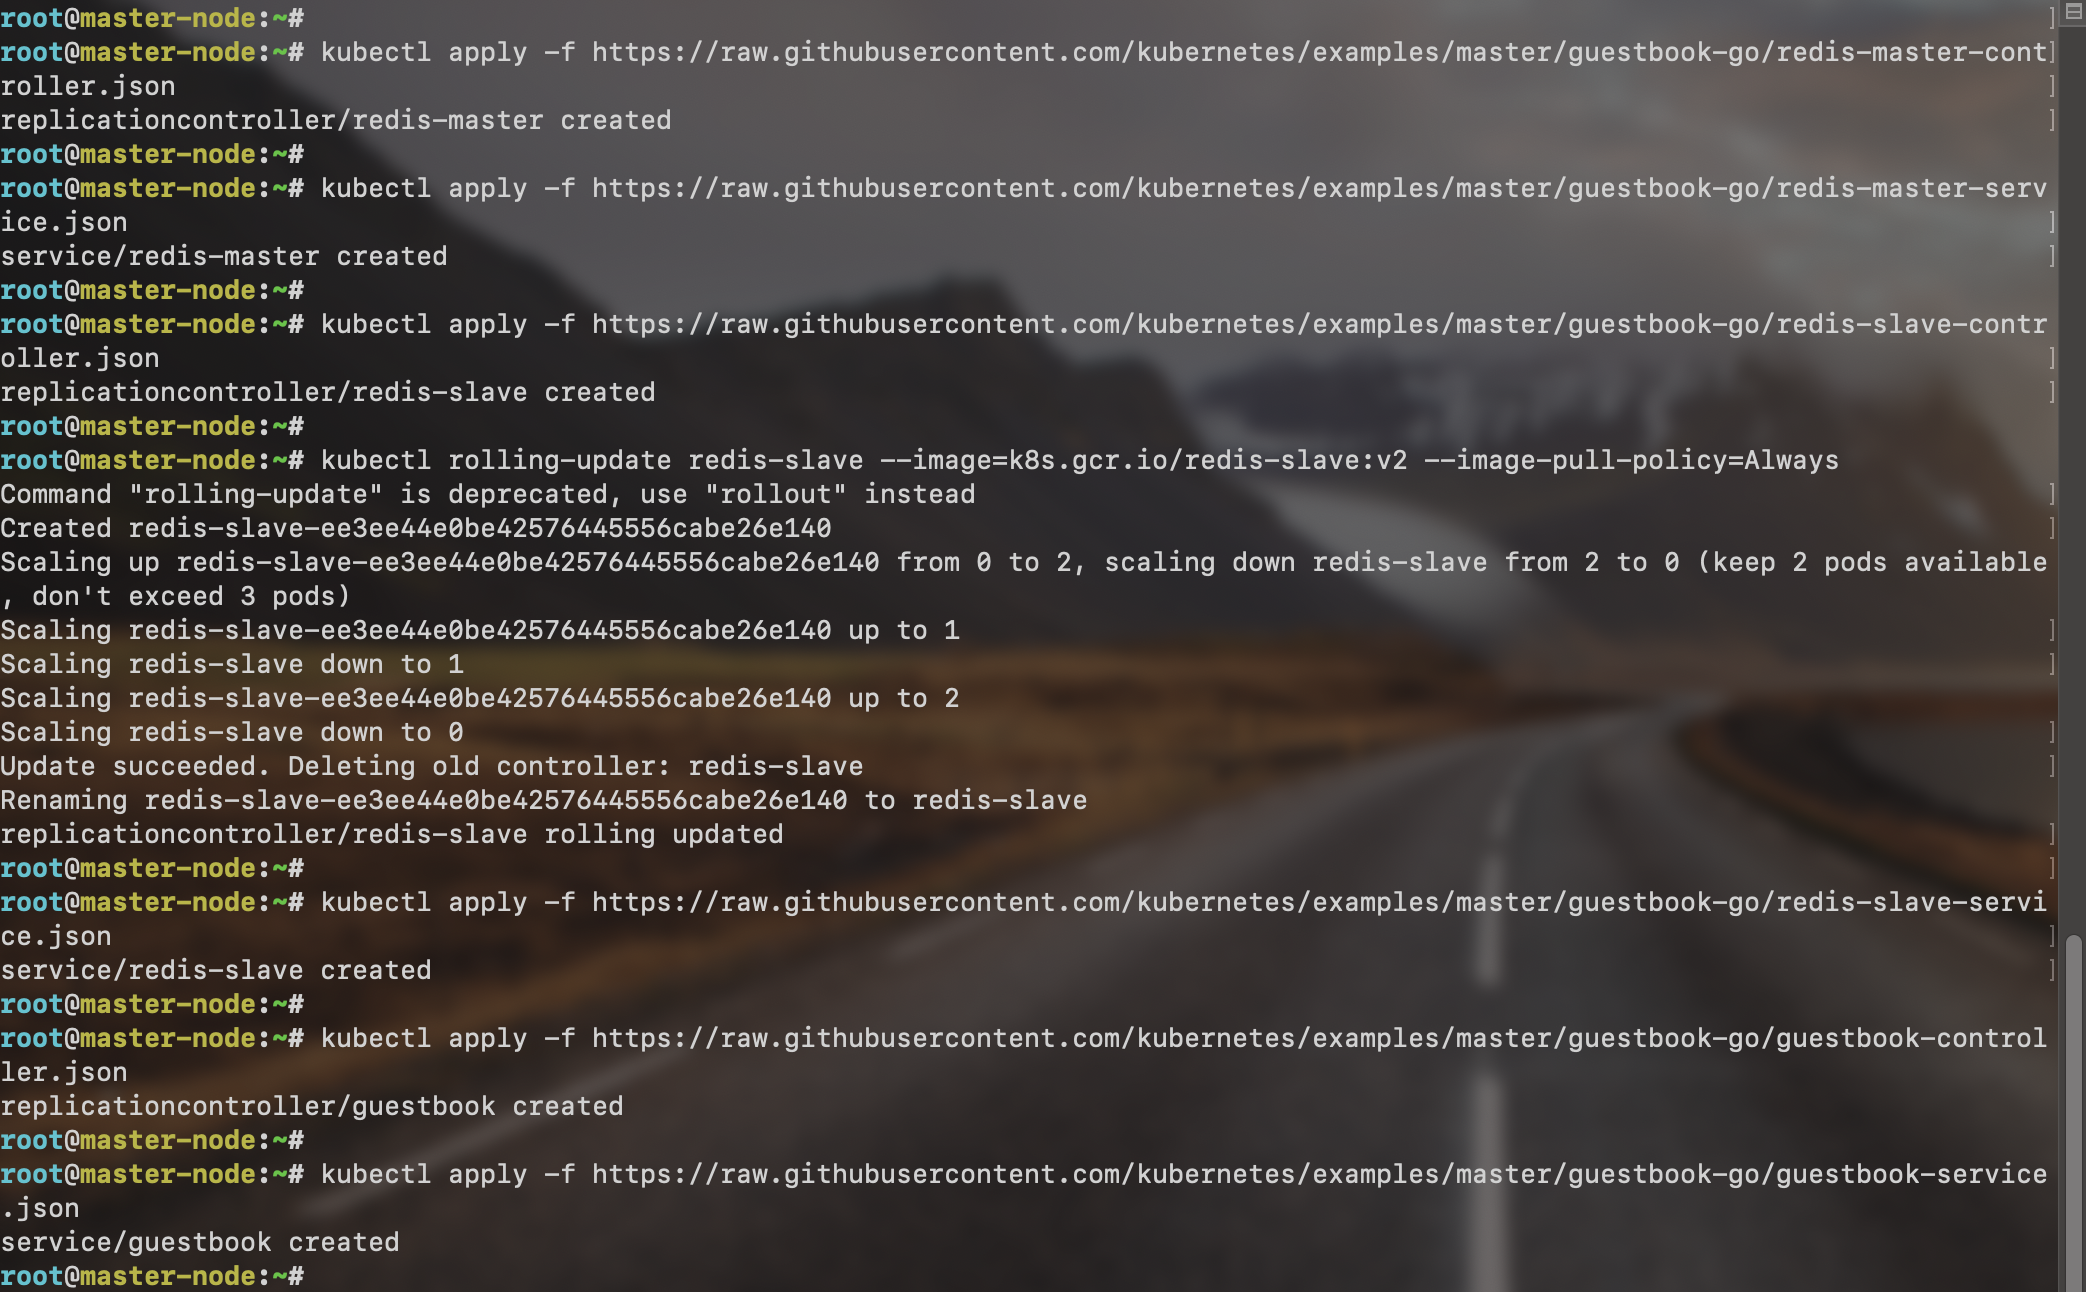 root@master-node:~#
root@master-node:~# kubectl apply -f https://raw.githubusercontent.com/kubernetes/examples/master/guestbook-go/redis-master-cont
roller.json
replicationcontroller/redis-master created
root@master-node:~#
root@master-node:~# kubectl apply -f https://raw.githubusercontent.com/kubernetes/examples/master/guestbook-go/redis-master-serv
ice.json
service/redis-master created
root@master-node:~#
root@master-node:~# kubectl apply -f https://raw.githubusercontent.com/kubernetes/examples/master/guestbook-go/redis-slave-contr
oller.json
replicationcontroller/redis-slave created
root@master-node:~#
root@master-node:~# kubectl rolling-update redis-slave --image=k8s.gcr.io/redis-slave:v2 --image-pull-policy=Always
Command "rolling-update" is deprecated, use "rollout" instead
Created redis-slave-ee3ee44e0be42576445556cabe26e140
Scaling up redis-slave-ee3ee44e0be42576445556cabe26e140 from 0 to 2, scaling down redis-slave from 2 to 0 (keep 2 pods available
, don't exceed 3 pods)
Scaling redis-slave-ee3ee44e0be42576445556cabe26e140 up to 1
Scaling redis-slave down to 1
Scaling redis-slave-ee3ee44e0be42576445556cabe26e140 up to 2
Scaling redis-slave down to 0
Update succeeded. Deleting old controller: redis-slave
Renaming redis-slave-ee3ee44e0be42576445556cabe26e140 to redis-slave
replicationcontroller/redis-slave rolling updated
root@master-node:~#
root@master-node:~# kubectl apply -f https://raw.githubusercontent.com/kubernetes/examples/master/guestbook-go/redis-slave-servi
ce.json
service/redis-slave created
root@master-node:~#
root@master-node:~# kubectl apply -f https://raw.githubusercontent.com/kubernetes/examples/master/guestbook-go/guestbook-control
ler.json
replicationcontroller/guestbook created
root@master-node:~#
root@master-node:~# kubectl apply -f https://raw.githubusercontent.com/kubernetes/examples/master/guestbook-go/guestbook-service
.json
service/guestbook created
root@master-node:~#